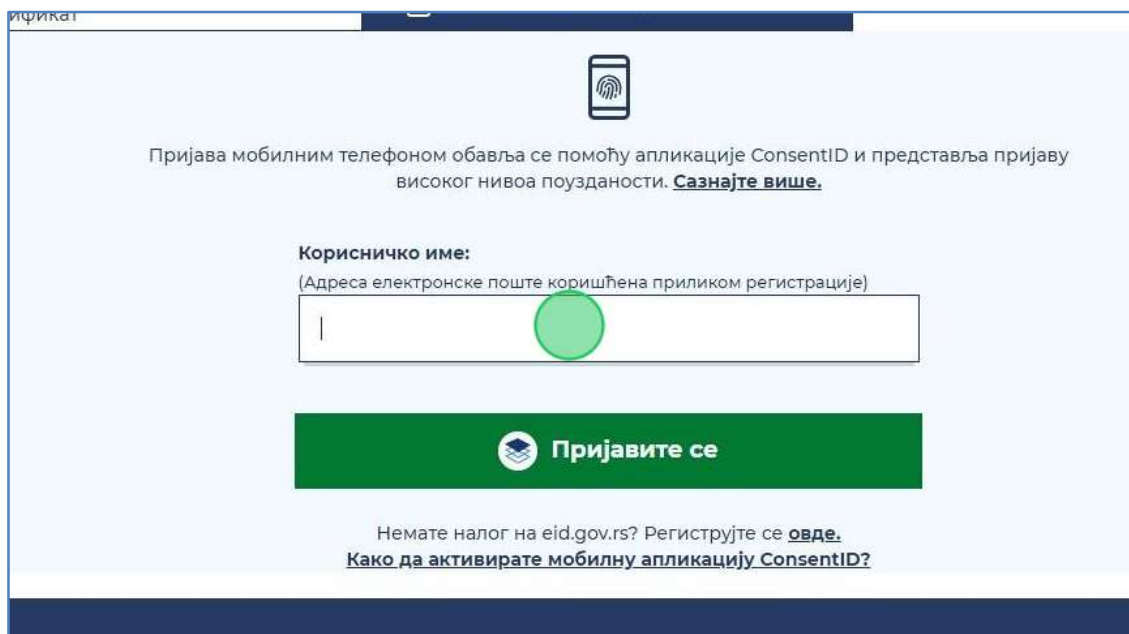 ификат
Пријава мобилним телефоном обавља се помоћу апликације ConsentID и представља пријаву
високог нивоа поузданости. Сазнајте више.
Корисничко име:
(Адреса електронске поште коришћена приликом регистрације)
Пријавите се
Немате налог на eid.gov.rs? Региструјте се овде.
Како да активирате мобилну апликацију ConsentID?